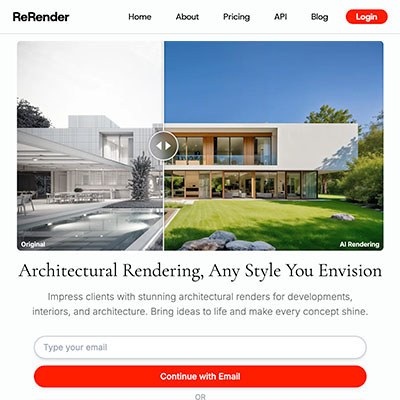 ReRender
Home
About
Pricing
API
Blog
Login
Original
AI Rendering
Architectural Rendering, Any Style You Envision
Impress clients with stunning architectural renders for developments,
interiors, and architecture. Bring ideas to life and make every concept shine.
Type your email
Continue with Email
OR